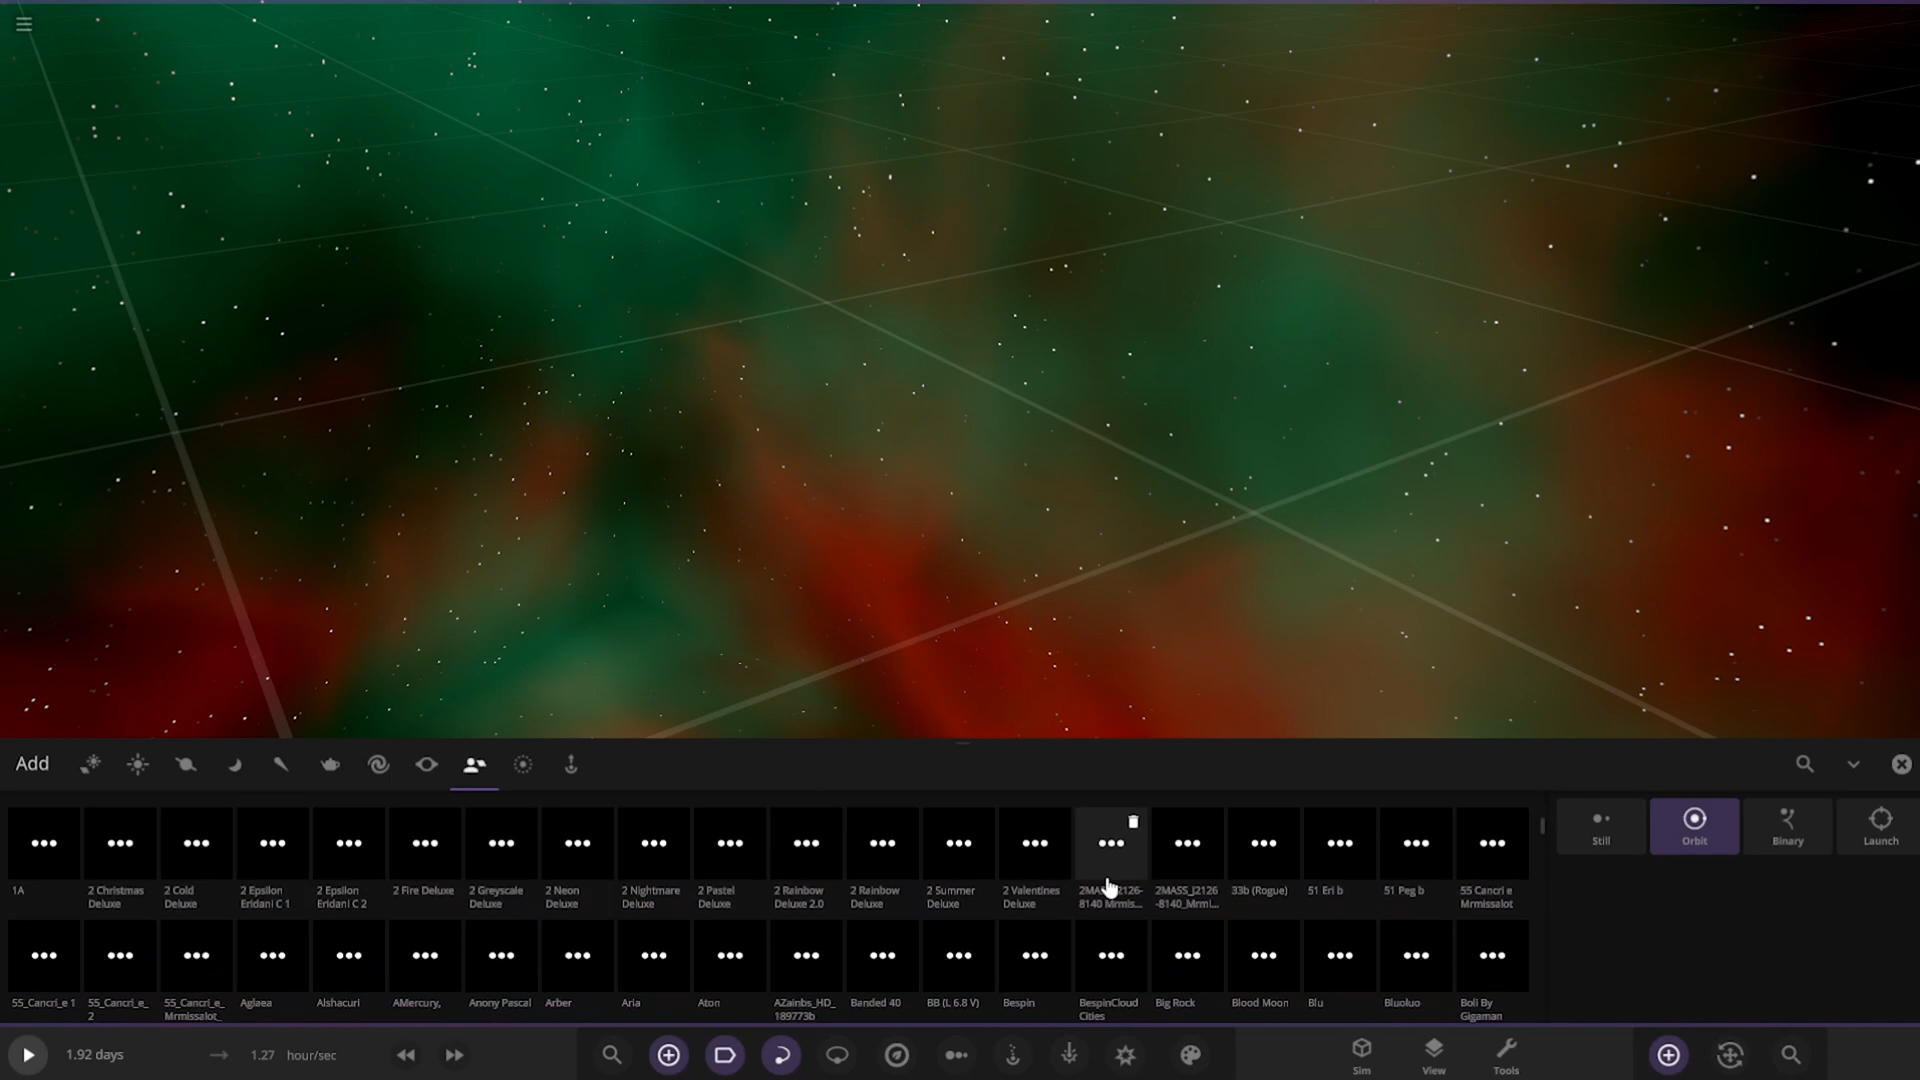 Add
Still
Orbit
Binary
Launch
1A
2 Christmas
Deluxe
2 Cold
Deluxe
2 Epsilon
Eridani C 1
2 Epsilon
Eridani C 2
2 Fire Deluxe
2 Greyscale
Deluxe
2 Neon
Deluxe
2 Nightmare
Deluxe
2 Pastel
Deluxe
2 Rainbow
Deluxe 2.0
2 Rainbow
Deluxe
2 Summer
Deluxe
2 Valentines
Deluxe
8140 Mrmis...
2MASS_J2126
-8140_Mrmi...
33b (Rogue)
51 Eri b
51 Peg b
55 Cancri e
Mrmissalot
55_Cancri_e 1
55_Cancri_e_
2
55_Cancri_e_
Mrmissalot_
Aglaea
Alshacuri
AMercury,
Anony Pascal
Arber
Aria
Aton
AZainbs_HD_
189773b
Banded 40
BB (L 6.8 V)
Bespin
BespinCloud
Cities
Big Rock
Blood Moon
Blu
Bluoluo
Boli By
Gigaman
1.92 days
1.27 hour/sec
Sim
View
Tools